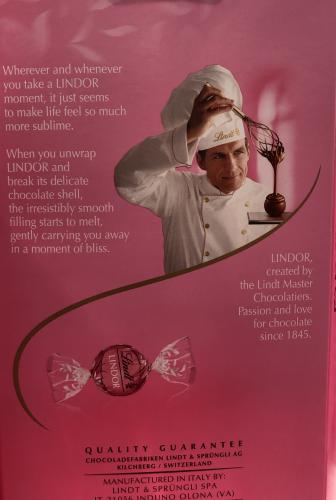 Wherever and whenever
you take a LINDOR
moment, it just seems
to make life feel so much
more sublime.
When you unwrap
LINDOR and
break its delicate
chocolate shell,
the irresistibly smooth
filling starts to melt,
gently carrying you away
in a moment of bliss.
Lindt
LINDOR,
created by
the Lindt Master
Chocolatiers.
Passion and love
for chocolate
since 1845.
Lindt
LINDOR
QUALITY GUARANTEE
CHOCOLADEFABRIKEN LINDT & SPRÜNGLI AG
KILCHBERG / SWITZERLAND
MANUFACTURED IN ITALY BY:
LINDT & SPRÜNGLI SPA
IT-21056 INDUNO OLONA (VA)